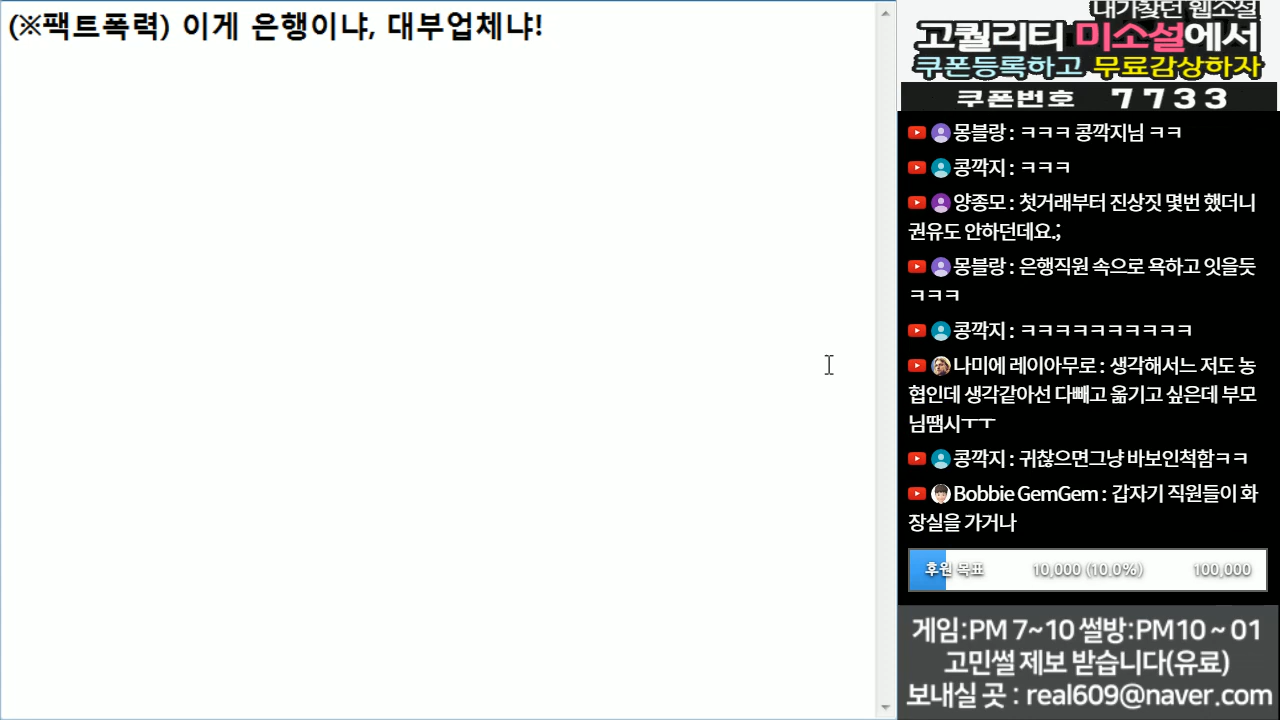 (※팩트폭력) 이게 은행이냐, 대부업체냐!
내가찾던 웹소설
고퀄리티 미소설에서
쿠폰등록하고 무료감상하자
쿠폰번호 7733
몽블랑 : ㅋㅋㅋ 콩깍지님 ㅋㅋ
콩깍지 : ㅋㅋㅋ
양종모 : 첫거래부터 진상짓 몇번 했더니
권유도 안하던데요.;
몽블랑 : 은행직원 속으로 욕하고 잇을듯
ㅋㅋㅋ
콩깍지 : ㅋㅋㅋㅋㅋㅋㅋㅋㅋㅋ
나미에 레이아무로 : 생각해서느 저도 농
협인데 생각같아선 다빼고 옮기고 싶은데 부모
님땜시ㅜㅜ
콩깍지 : 귀찮으면그냥 바보인척함ㅋㅋ
Bobbie GemGem : 갑자기 직원들이 화
장실을 가거나
후원 목표 10,000 (10.0%) 100,000
게임:PM 7~10 썰방:PM10 ~ 01
고민썰 제보 받습니다(유료)
보내실 곳 : real609@naver.com